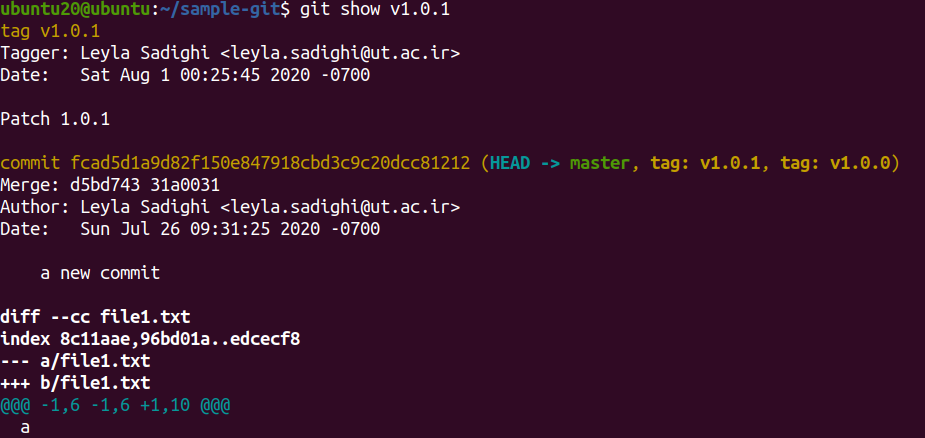 ubuntu20@ubuntu:~/sample-git$ git show v1.0.1
tag v1.0.1
Tagger: Leyla Sadighi <leyla.sadighi@ut.ac.ir>
Date:   Sat Aug 1 00:25:45 2020 -0700

Patch 1.0.1

commit fcad5d1a9d82f150e847918cbd3c9c20dcc81212 (HEAD -> master, tag: v1.0.1, tag: v1.0.0)
Merge: d5bd743 31a0031
Author: Leyla Sadighi <leyla.sadighi@ut.ac.ir>
Date:   Sun Jul 26 09:31:25 2020 -0700

    a new commit

diff --cc file1.txt
index 8c11aae,96bd01a..edcecf8
--- a/file1.txt
+++ b/file1.txt
@@@ -1,6 -1,6 +1,10 @@@
  a